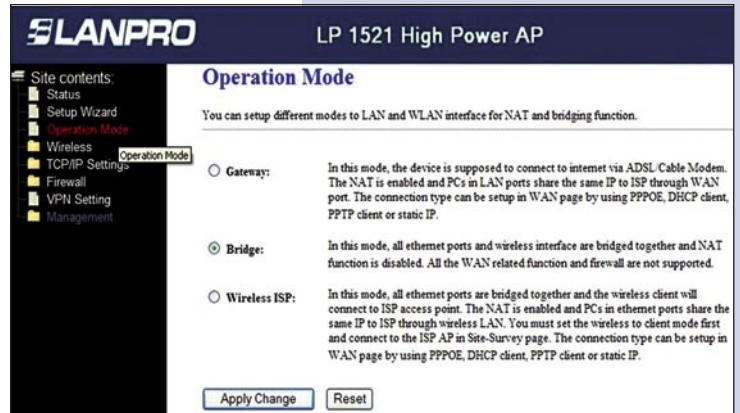 LANPRO
LP 1521 High Power AP
Site contents:
Status
Setup Wizard
Operation Mode
Wireless
Operation Mode
TCP/IP Settings
Firewall
VPN Setting
Management
Operation Mode
You can setup different modes to LAN and WLAN interface for NAT and bridging function.
Gateway:
In this mode, the device is supposed to connect to internet via ADSL/Cable Modem.
The NAT is enabled and PCs in LAN ports share the same IP to ISP through WAN
port. The connection type can be setup in WAN page by using PPPOE, DHCP client,
PPTP client or static IP.
Bridge:
In this mode, all ethernet ports and wireless interface are bridged together and NAT
function is disabled. All the WAN related function and firewall are not supported.
Wireless ISP:
In this mode, all ethernet ports are bridged together and the wireless client will
connect to ISP access point. The NAT is enabled and PCs in ethernet ports share the
same IP to ISP through wireless LAN. You must set the wireless to client mode first
and connect to the ISP AP in Site-Survey page. The connection type can be setup in
WAN page by using PPPOE, DHCP client, PPTP client or static IP.
Apply Change
Reset